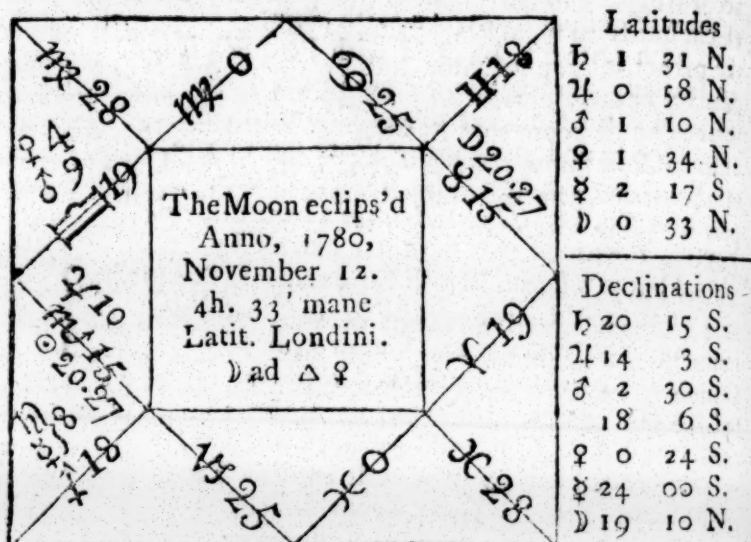 ♍ 28
♍ 0
♋ 25
♊ 18
☽ 20.27
♉ 15
♀ 4
♂ 9
♎ 19
♃ 10
♏ 15
☉ 20.27
♐ 18
♑ 25
♓ 0
♓ 28
♈ 19
The Moon eclips'd
Anno, 1780,
November 12.
4h. 33' mane
Latit. Londini.
☽ ad △ ♀
Latitudes
♄ 1 31 N.
♃ 0 58 N.
♂ 1 10 N.
♀ 1 34 N.
☿ 2 17 S
☽ 0 33 N.
Declinations
♄ 20 15 S.
♃ 14 3 S.
♂ 2 30 S.
18 6 S.
♀ 0 24 S.
☿ 24 00 S.
☽ 19 10 N.